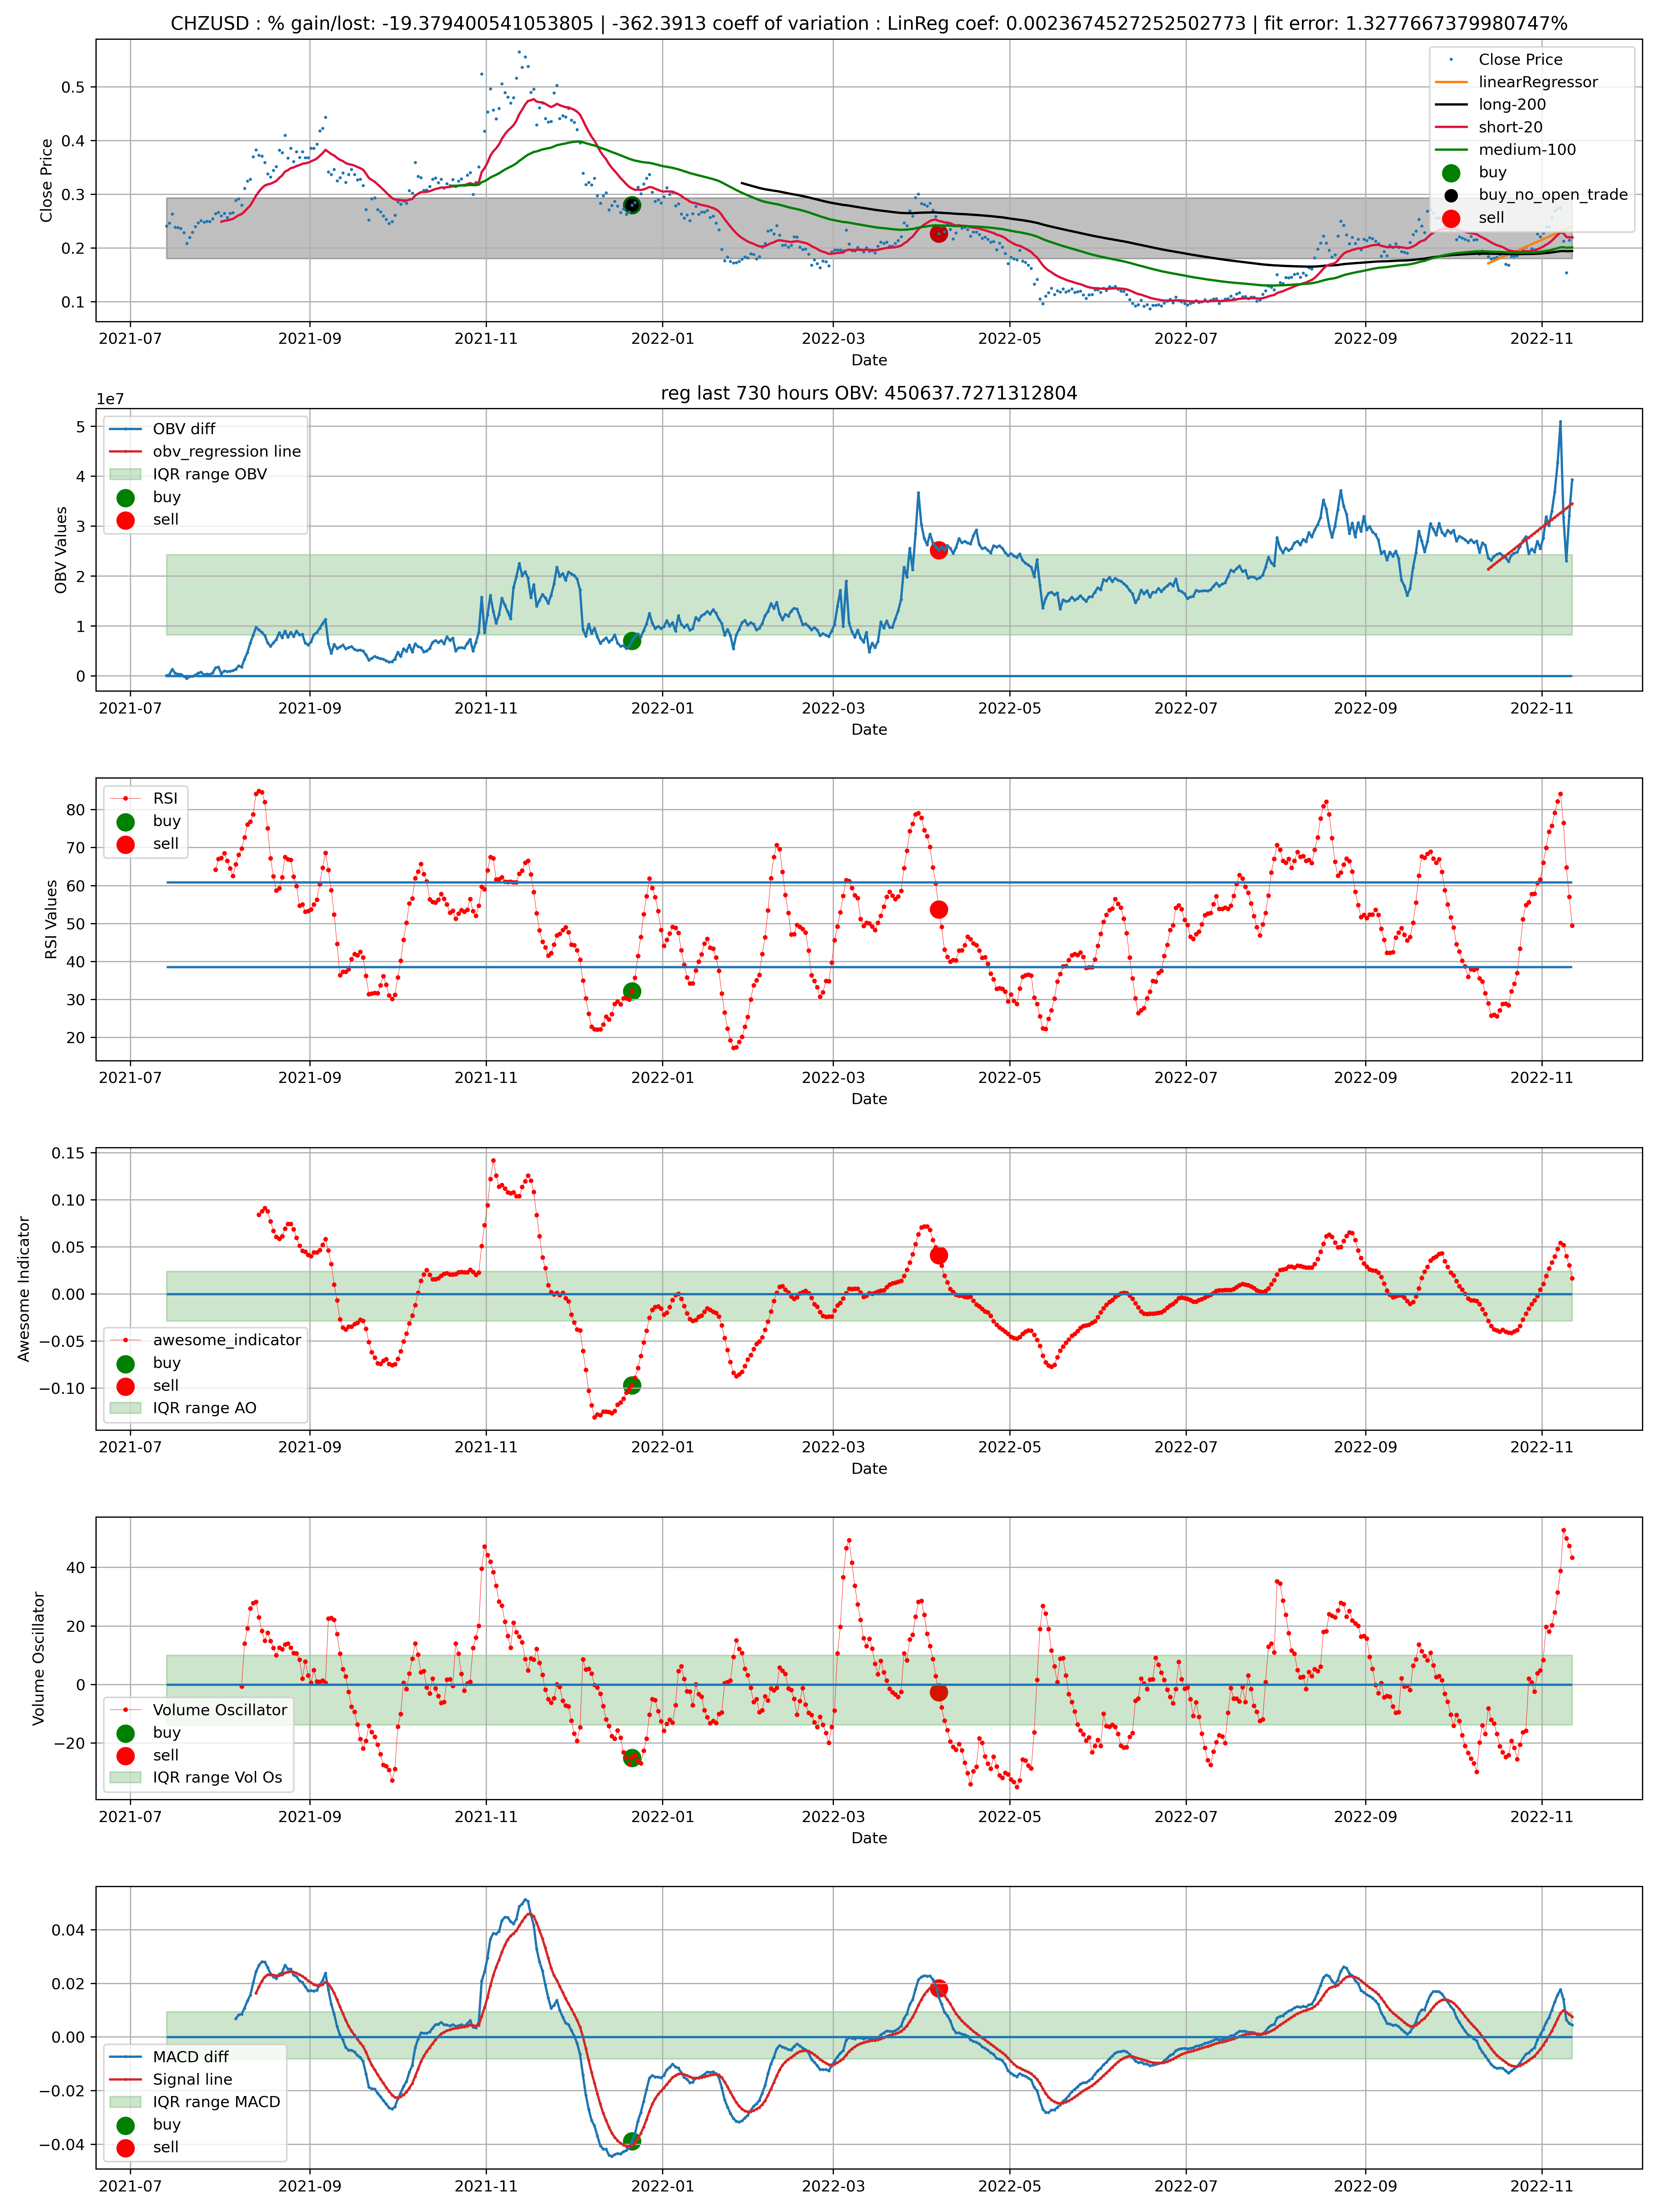 CHZUSD : % gain/lost: -19.379400541053805 | -362.3913 coeff of variation : LinReg coef: 0.0023674527252502773 | fit error: 1.3277667379980747%
Close Price
linearRegressor
long-200
short-20
medium-100
buy
buy_no_open_trade
sell
0.5
0.4
0.3
0.2
0.1
Close Price
2021-07 2021-09 2021-11 2022-01 2022-03 2022-05 2022-07 2022-09 2022-11
Date
reg last 730 hours OBV: 450637.7271312804
1e7
OBV diff
obv_regression line
IQR range OBV
buy
sell
5
4
3
2
1
0
OBV Values
2021-07 2021-09 2021-11 2022-01 2022-03 2022-05 2022-07 2022-09 2022-11
Date
RSI
buy
sell
80
70
60
50
40
30
20
RSI Values
2021-07 2021-09 2021-11 2022-01 2022-03 2022-05 2022-07 2022-09 2022-11
Date
0.15
0.10
0.05
0.00
−0.05
−0.10
Awesome Indicator
awesome_indicator
buy
sell
IQR range AO
2021-07 2021-09 2021-11 2022-01 2022-03 2022-05 2022-07 2022-09 2022-11
Date
40
20
0
−20
Volume Oscillator
Volume Oscillator
buy
sell
IQR range Vol Os
2021-07 2021-09 2021-11 2022-01 2022-03 2022-05 2022-07 2022-09 2022-11
Date
0.04
0.02
0.00
−0.02
−0.04
MACD diff
Signal line
IQR range MACD
buy
sell
2021-07 2021-09 2021-11 2022-01 2022-03 2022-05 2022-07 2022-09 2022-11